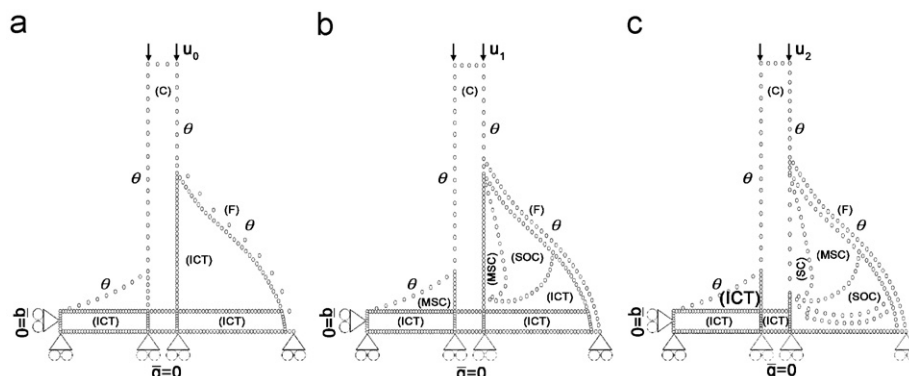 a
b
c
u₀
u₁
u₂
(C)
(C)
(C)
θ
θ
θ
θ
θ
θ
(F)
(F)
(F)
θ
θ
θ
(ICT)
(MSC)
(SOC)
(ICT)
(SC)
(MSC)
(SOC)
θ
θ
θ
(MSC)
(ICT)
(ICT)
(ICT)
(ICT)
(ICT)
(ICT)
(ICT)
q̅=0
q̅=0
q̅=0
q̅=0
q̅=0
q̅=0